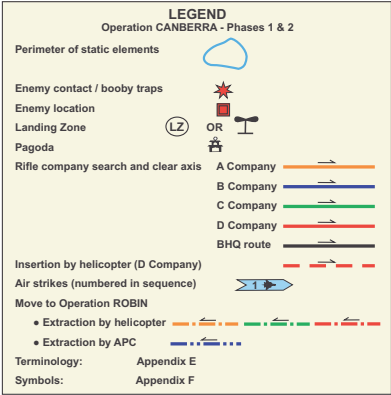 LEGEND
Operation CANBERRA - Phases 1 & 2
Perimeter of static elements
Enemy contact / booby traps
Enemy location
Landing Zone LZ OR
Pagoda
Rifle company search and clear axis A Company
B Company
C Company
D Company
BHQ route
Insertion by helicopter (D Company)
Air strikes (numbered in sequence) 1
Move to Operation ROBIN
● Extraction by helicopter
● Extraction by APC
Terminology: Appendix E
Symbols: Appendix F